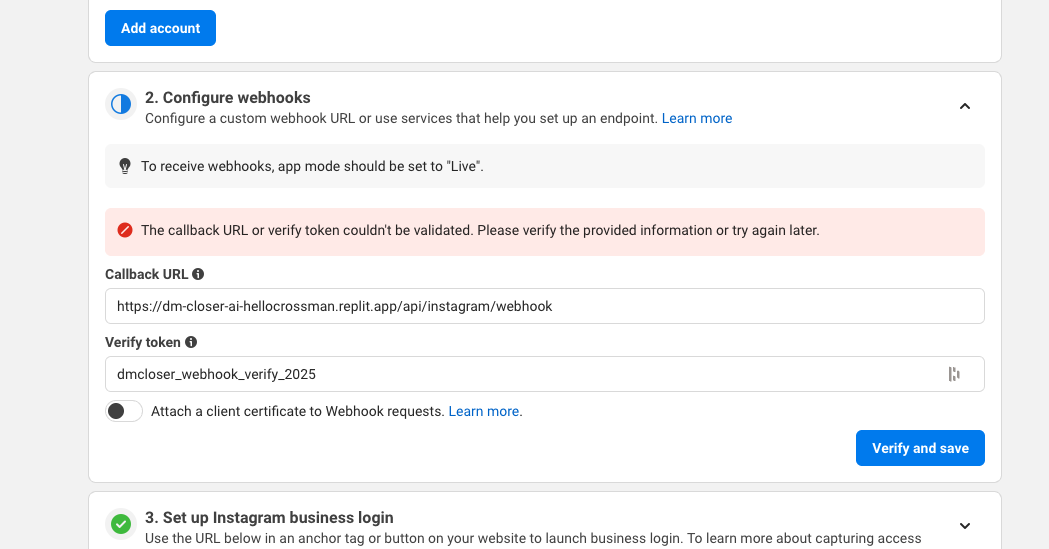 Add account
2. Configure webhooks
Configure a custom webhook URL or use services that help you set up an endpoint. Learn more
To receive webhooks, app mode should be set to "Live".
The callback URL or verify token couldn't be validated. Please verify the provided information or try again later.
Callback URL
https://dm-closer-ai-hellocrossman.replit.app/api/instagram/webhook
Verify token
dmcloser_webhook_verify_2025
Attach a client certificate to Webhook requests. Learn more.
Verify and save
3. Set up Instagram business login
Use the URL below in an anchor tag or button on your website to launch business login. To learn more about capturing access